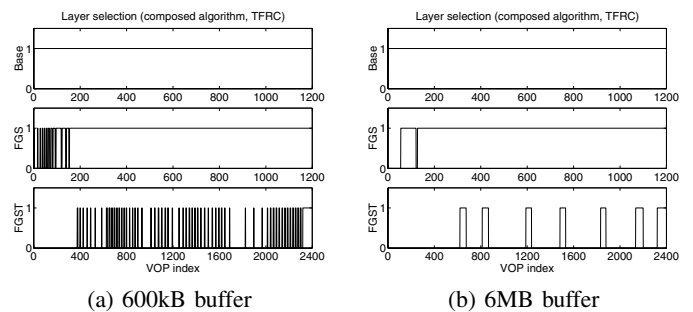 Layer selection (composed algorithm, TFRC)
Base
1
0
0 200 400 600 800 1000 1200
FGS
1
0
0 200 400 600 800 1000 1200
FGST
1
0
0 400 800 1200 1600 2000 2400
VOP index
(a) 600kB buffer
Layer selection (composed algorithm, TFRC)
Base
1
0
0 200 400 600 800 1000 1200
FGS
1
0
0 200 400 600 800 1000 1200
FGST
1
0
0 400 800 1200 1600 2000 2400
VOP index
(b) 6MB buffer